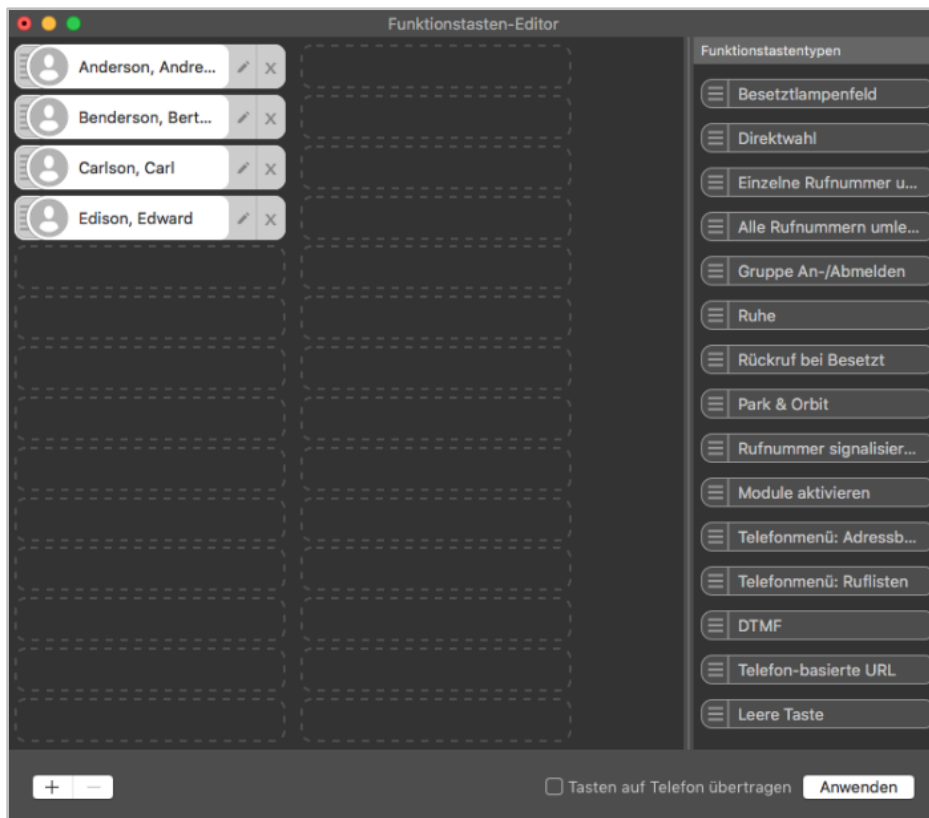 Funktionstasten-Editor
Anderson, Andre...
x
Benderson, Bert...
x
Carlson, Carl
x
Edison, Edward
x
Funktionstastentypen
Besetztlampenfeld
Direktwahl
Einzelne Rufnummer u...
Alle Rufnummern umle...
Gruppe An-/Abmelden
Ruhe
Rückruf bei Besetzt
Park & Orbit
Rufnummer signalisier...
Module aktivieren
Telefonmenü: Adressb...
Telefonmenü: Ruflisten
DTMF
Telefon-basierte URL
Leere Taste
+ −
Tasten auf Telefon übertragen
Anwenden